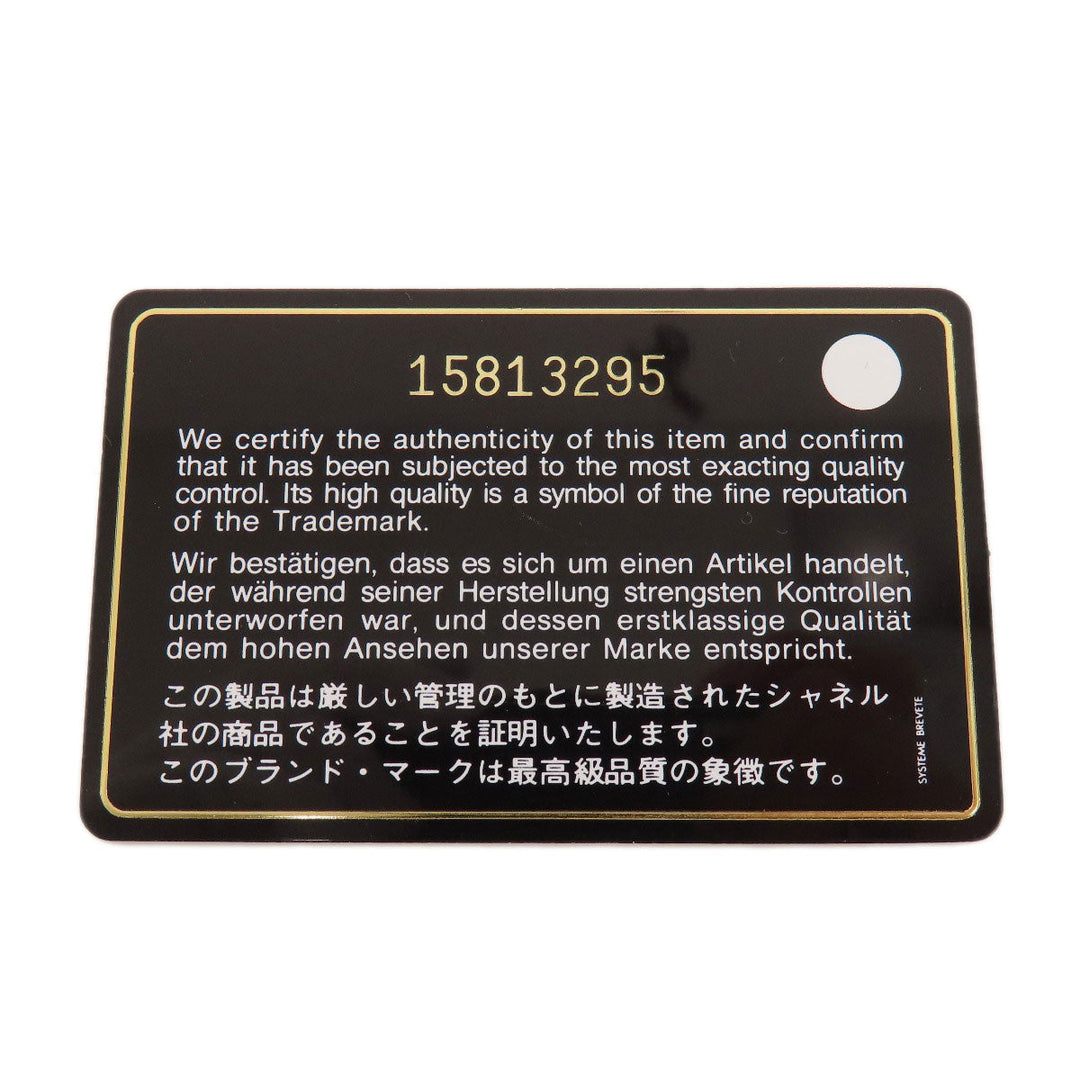 15813295
We certify the authenticity of this item and confirm
that it has been subjected to the most exacting quality
control. Its high quality is a symbol of the fine reputation
of the Trademark.
Wir bestätigen, dass es sich um einen Artikel handelt,
der während seiner Herstellung strengsten Kontrollen
unterworfen war, und dessen erstklassige Qualität
dem hohen Ansehen unserer Marke entspricht.
この製品は厳しい管理のもとに製造されたシャネル
社の商品であることを証明いたします。
このブランド・マークは最高級品質の象徴です。
SYSTEME BREVETE